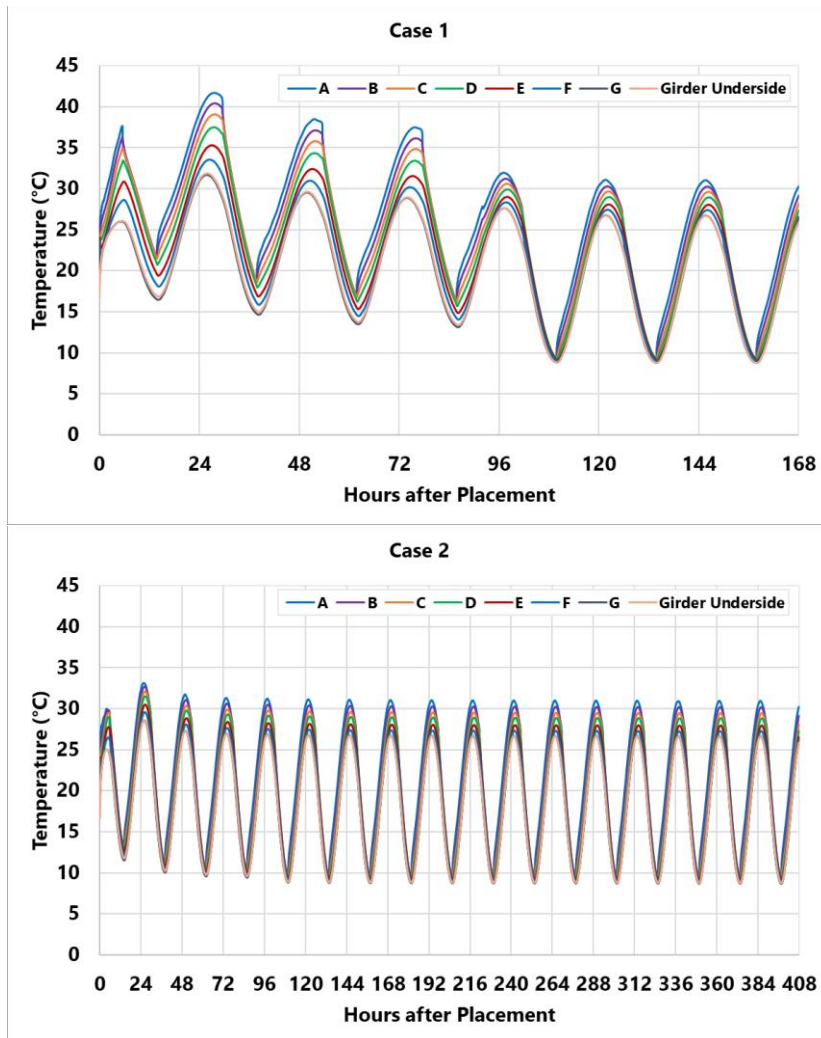 Case 1
45
A B C D E F G Girder Underside
40
35
30
25
20
15
10
5
0
Temperature (°C)
0 24 48 72 96 120 144 168
Hours after Placement
Case 2
45
A B C D E F G Girder Underside
40
35
30
25
20
15
10
5
0
Temperature (°C)
0 24 48 72 96 120 144 168 192 216 240 264 288 312 336 360 384 408
Hours after Placement